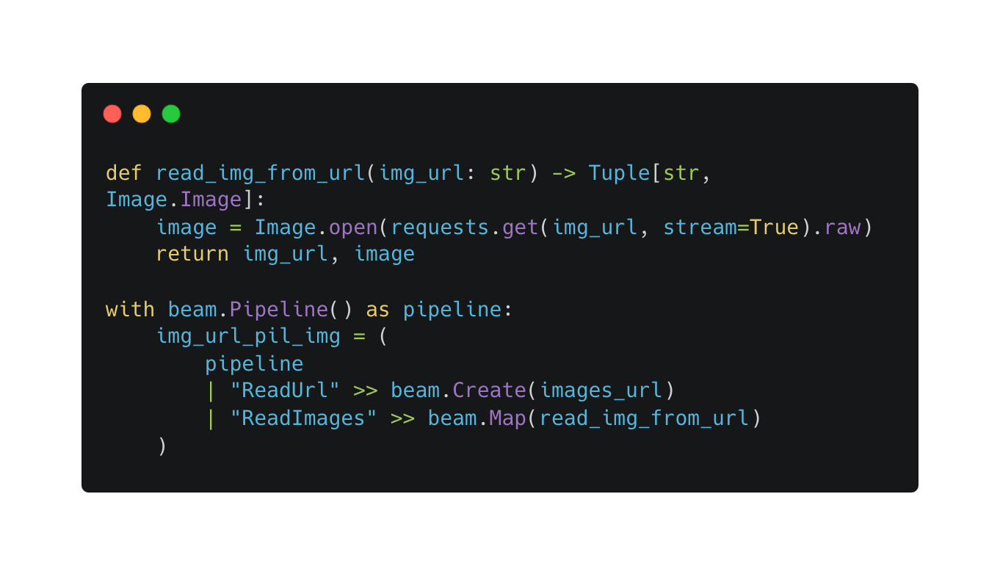 def read_img_from_url(img_url: str) -> Tuple[str,
Image.Image]:
    image = Image.open(requests.get(img_url, stream=True).raw)
    return img_url, image

with beam.Pipeline() as pipeline:
    img_url_pil_img = (
        pipeline
        | "ReadUrl" >> beam.Create(images_url)
        | "ReadImages" >> beam.Map(read_img_from_url)
    )